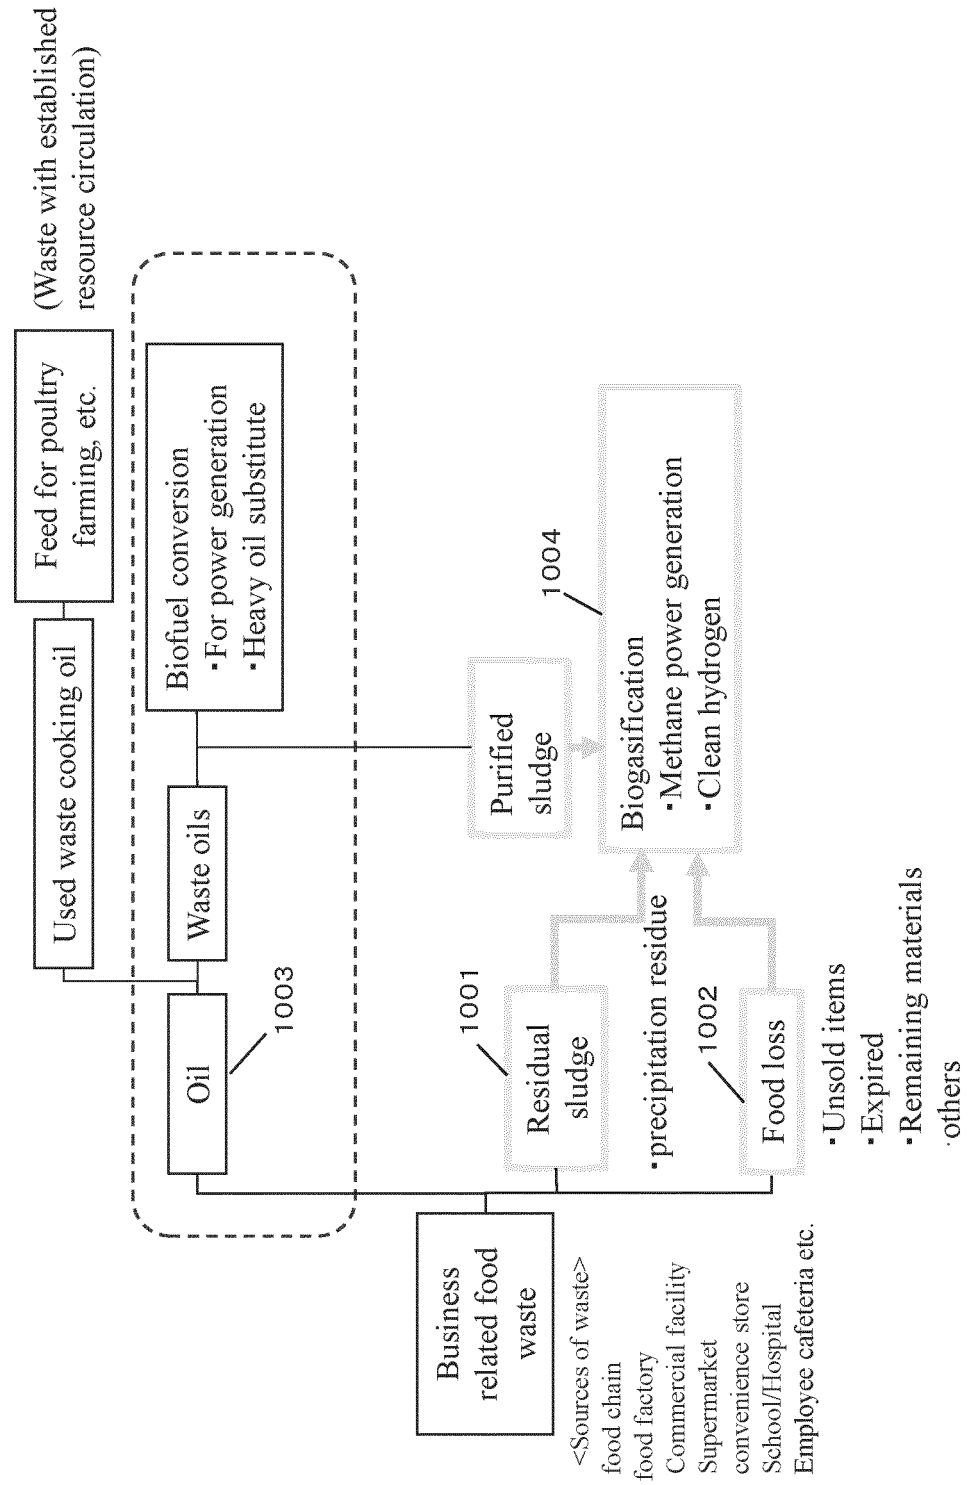 Used waste cooking oil
Feed for poultry
farming, etc.
(Waste with established
resource circulation)
Oil
1003
Waste oils
Biofuel conversion
・For power generation
・Heavy oil substitute
Business
related food
waste
<Sources of waste>
food chain
food factory
Commercial facility
Supermarket
convenience store
School/Hospital
Employee cafeteria etc.
1001
Residual
sludge
・precipitation residue
Purified
sludge
1004
Biogasification
・Methane power generation
・Clean hydrogen
1002
Food loss
・Unsold items
・Expired
・Remaining materials
·others